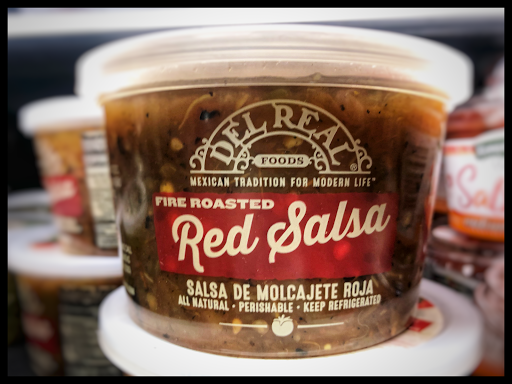 DEL REAL®
FOODS
MEXICAN TRADITION FOR MODERN LIFE™
FIRE ROASTED
Red Salsa
SALSA DE MOLCAJETE ROJA
ALL NATURAL • PERISHABLE • KEEP REFRIGERATED